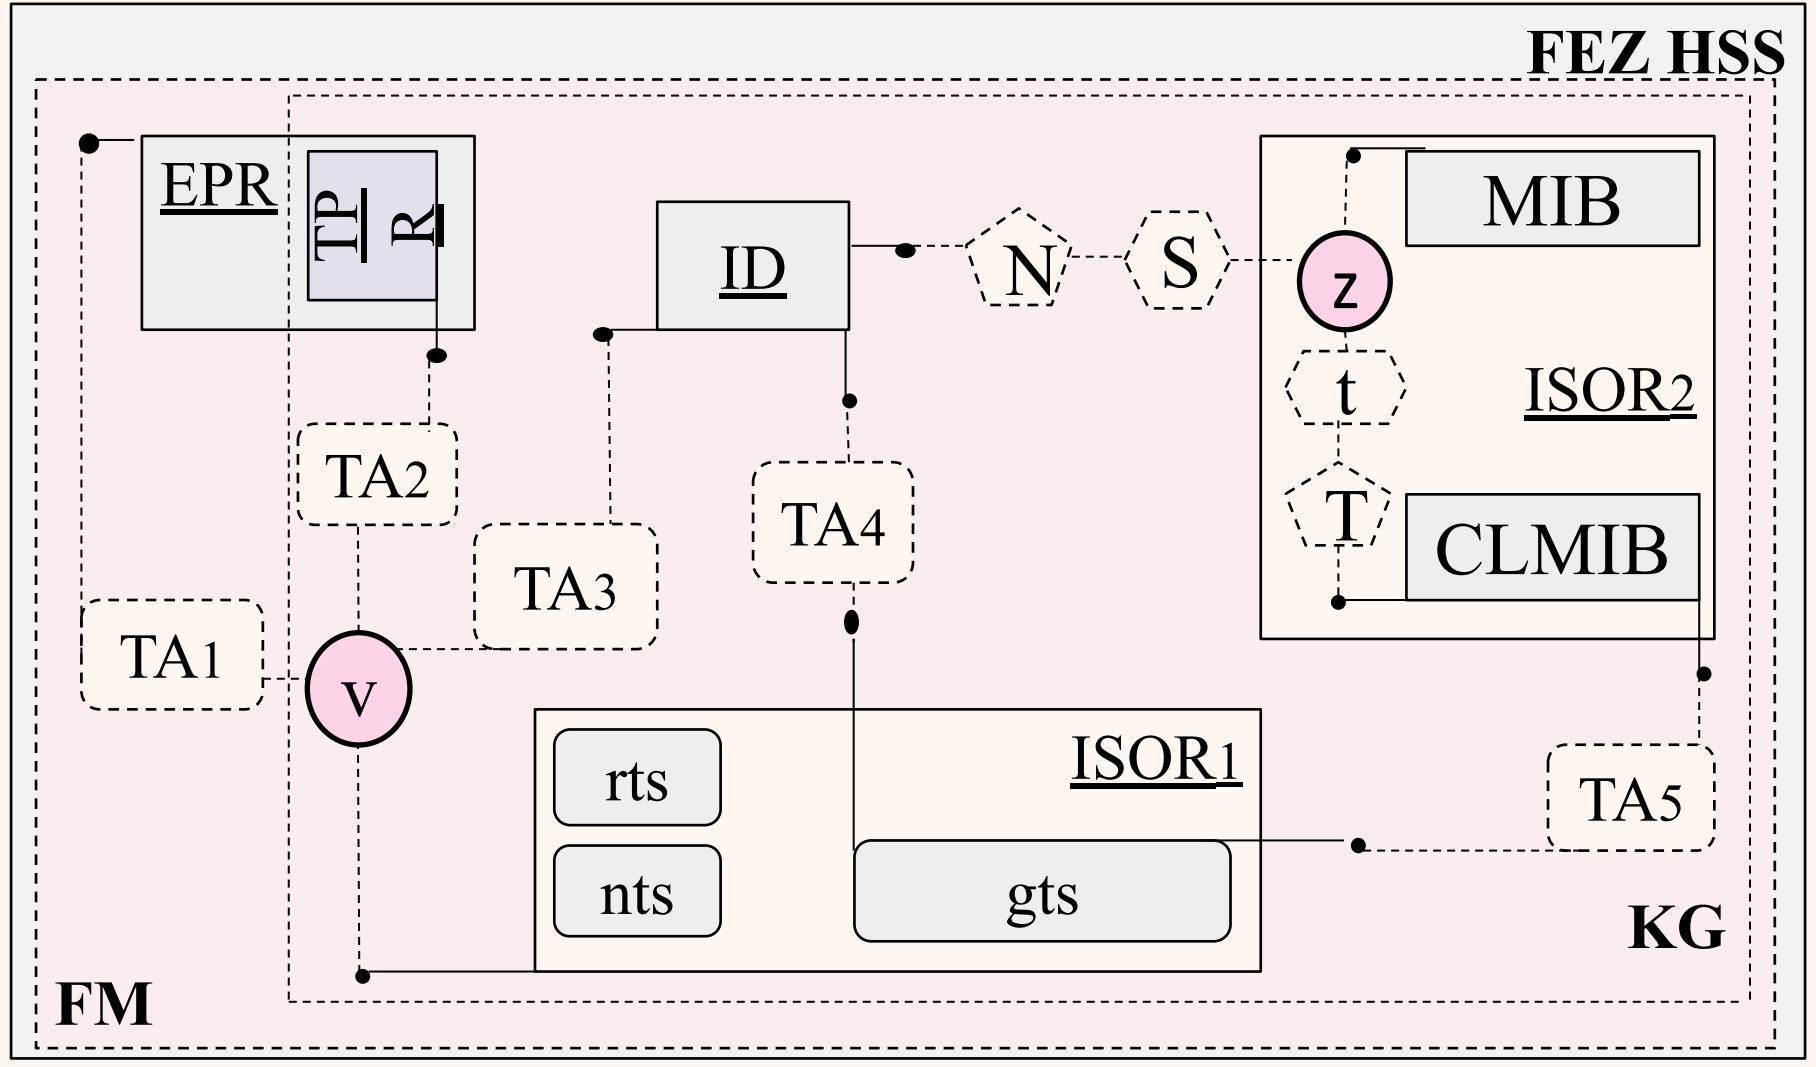 FEZ HSS
EPR
TP
R
ID
N
S
z
MIB
t
ISOR2
T
CLMIB
TA2
TA3
TA4
TA1
v
rts
ISOR1
TA5
nts
gts
KG
FM